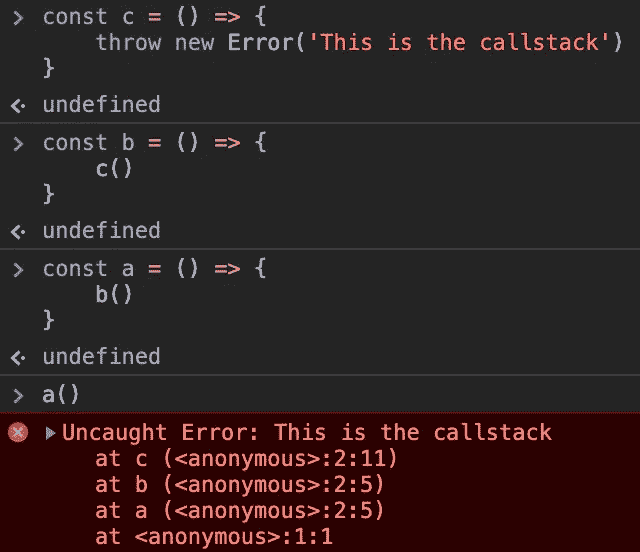 > const c = () => {
throw new Error('This is the callstack')
}
undefined
> const b = () => {
c()
}
undefined
> const a = () => {
b()
}
undefined
> a()
Uncaught Error: This is the callstack
at c (<anonymous>:2:11)
at b (<anonymous>:2:5)
at a (<anonymous>:2:5)
at <anonymous>:1:1